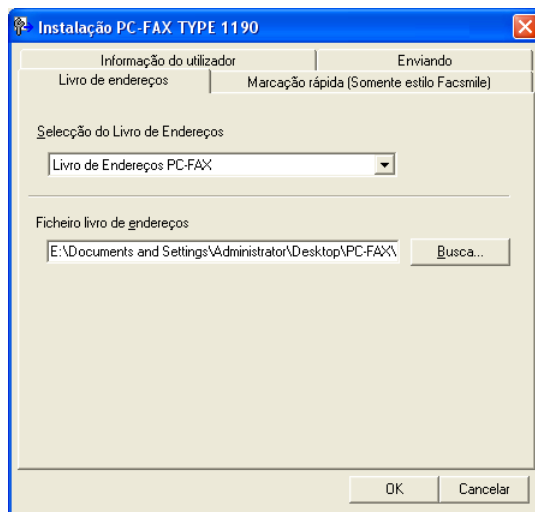 Instalação PC-FAX TYPE 1190
Informação do utilizador
Enviando
Livro de endereços
Marcação rápida (Somente estilo Facsmile)
Selecção do Livro de Endereços
Livro de Endereços PC-FAX
Ficheiro livro de endereços
E:\Documents and Settings\Administrator\Desktop\PC-FAX\
Busca...
OK
Cancelar